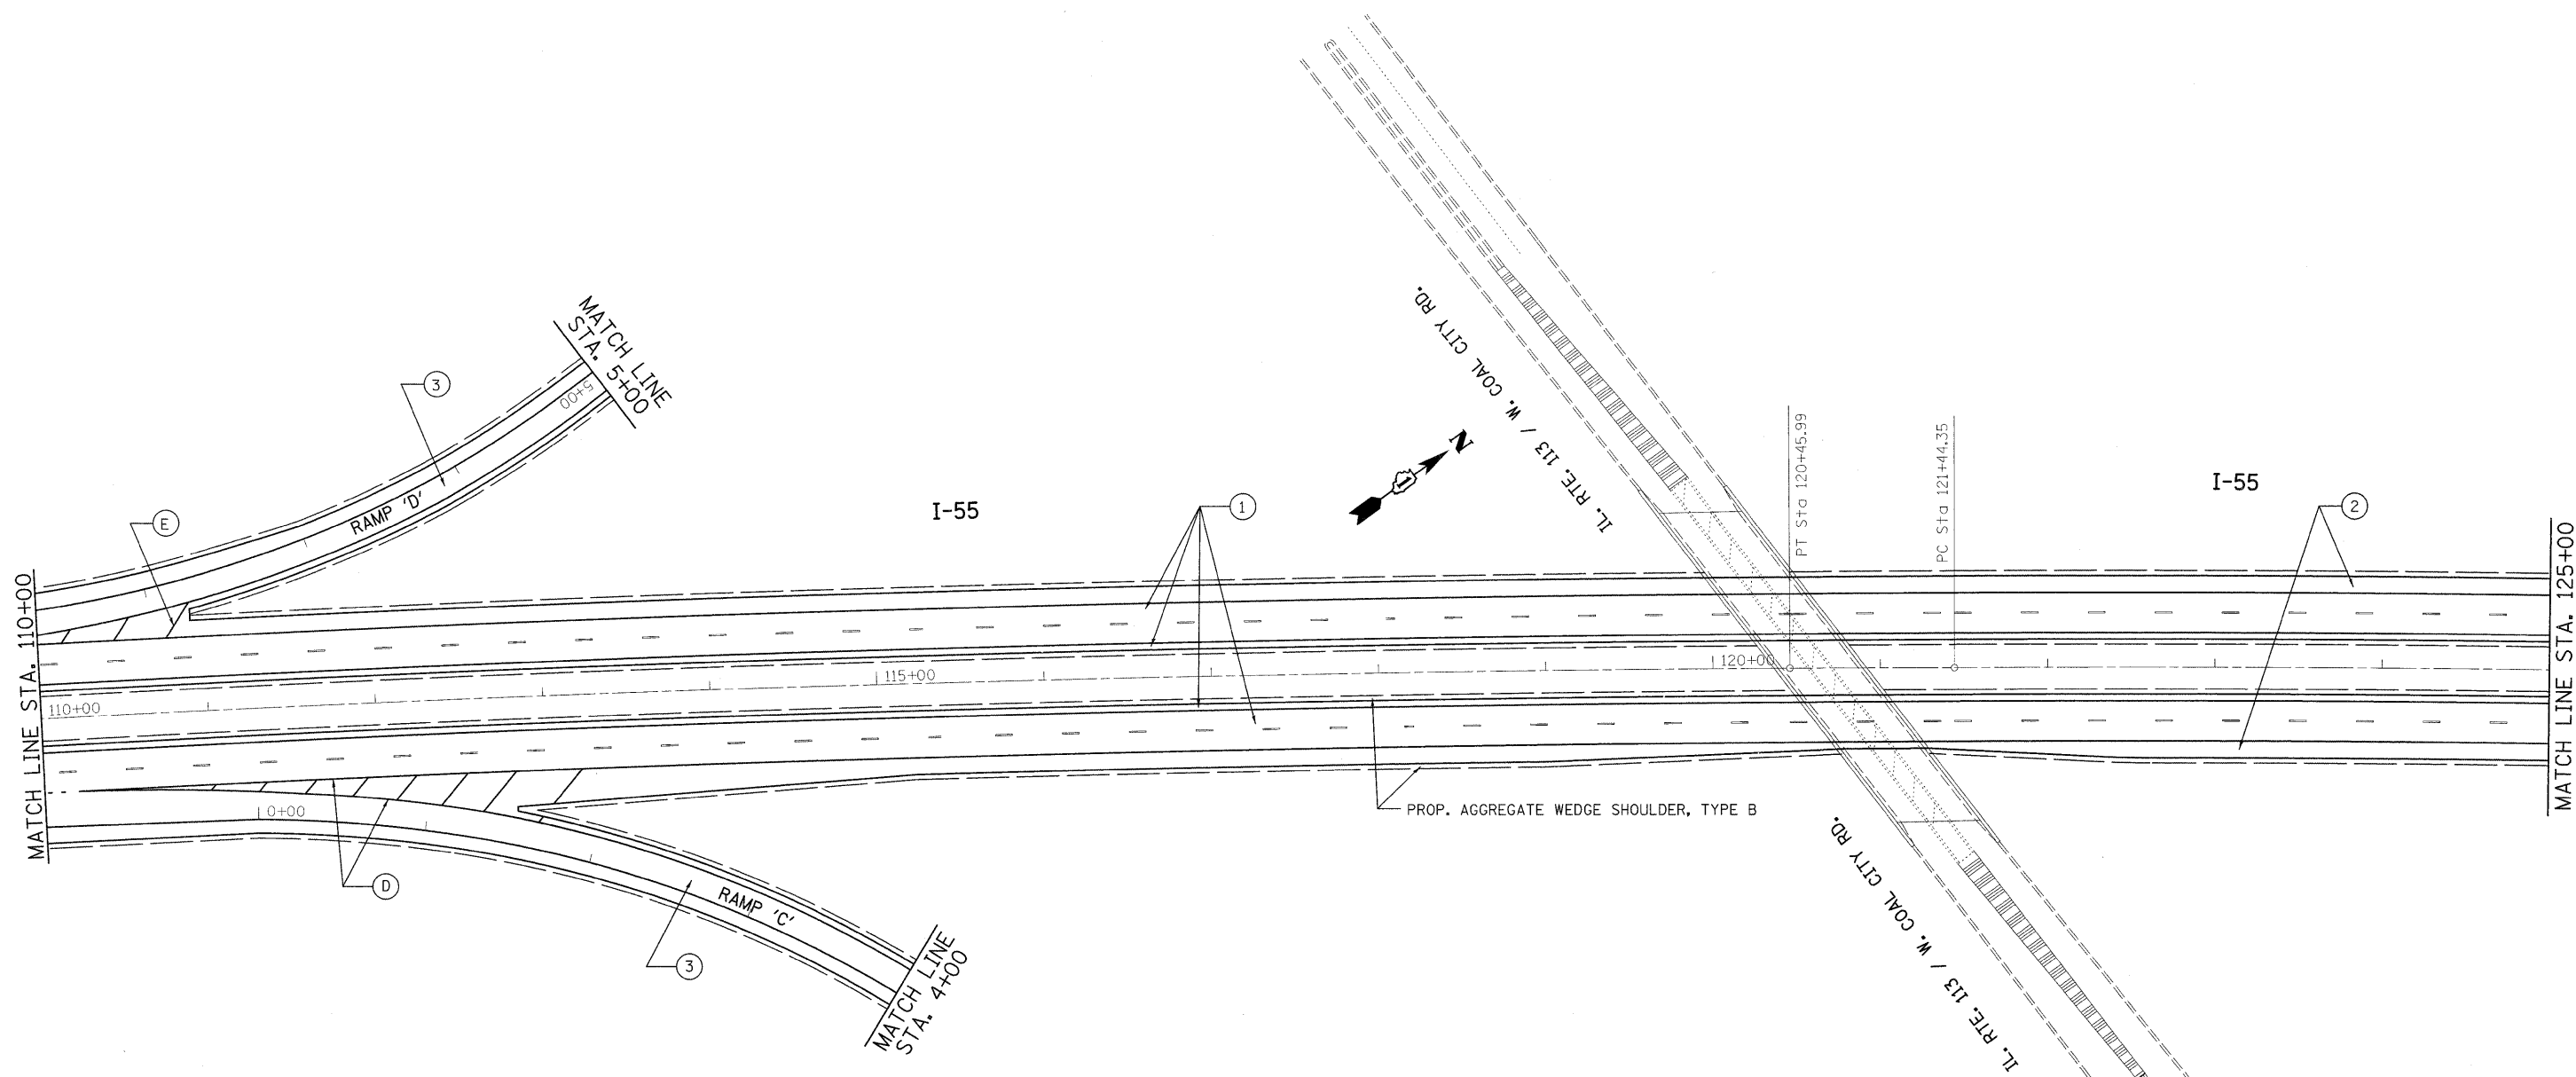 MATCH LINE STA. 110+00
MATCH LINE
STA. 5+00
5+00
3
RAMP 'D'
E
I-55
1
N
1
IL. RTE. 113 / W. COAL CITY RD.
PT Sta 120+45.99
PC Sta 121+44.35
I-55
2
MATCH LINE STA. 125+00
110+00
115+00
120+00
PROP. AGGREGATE WEDGE SHOULDER, TYPE B
0+00
D
RAMP 'C'
3
MATCH LINE
STA. 4+00
IL. RTE. 113 / W. COAL CITY RD.